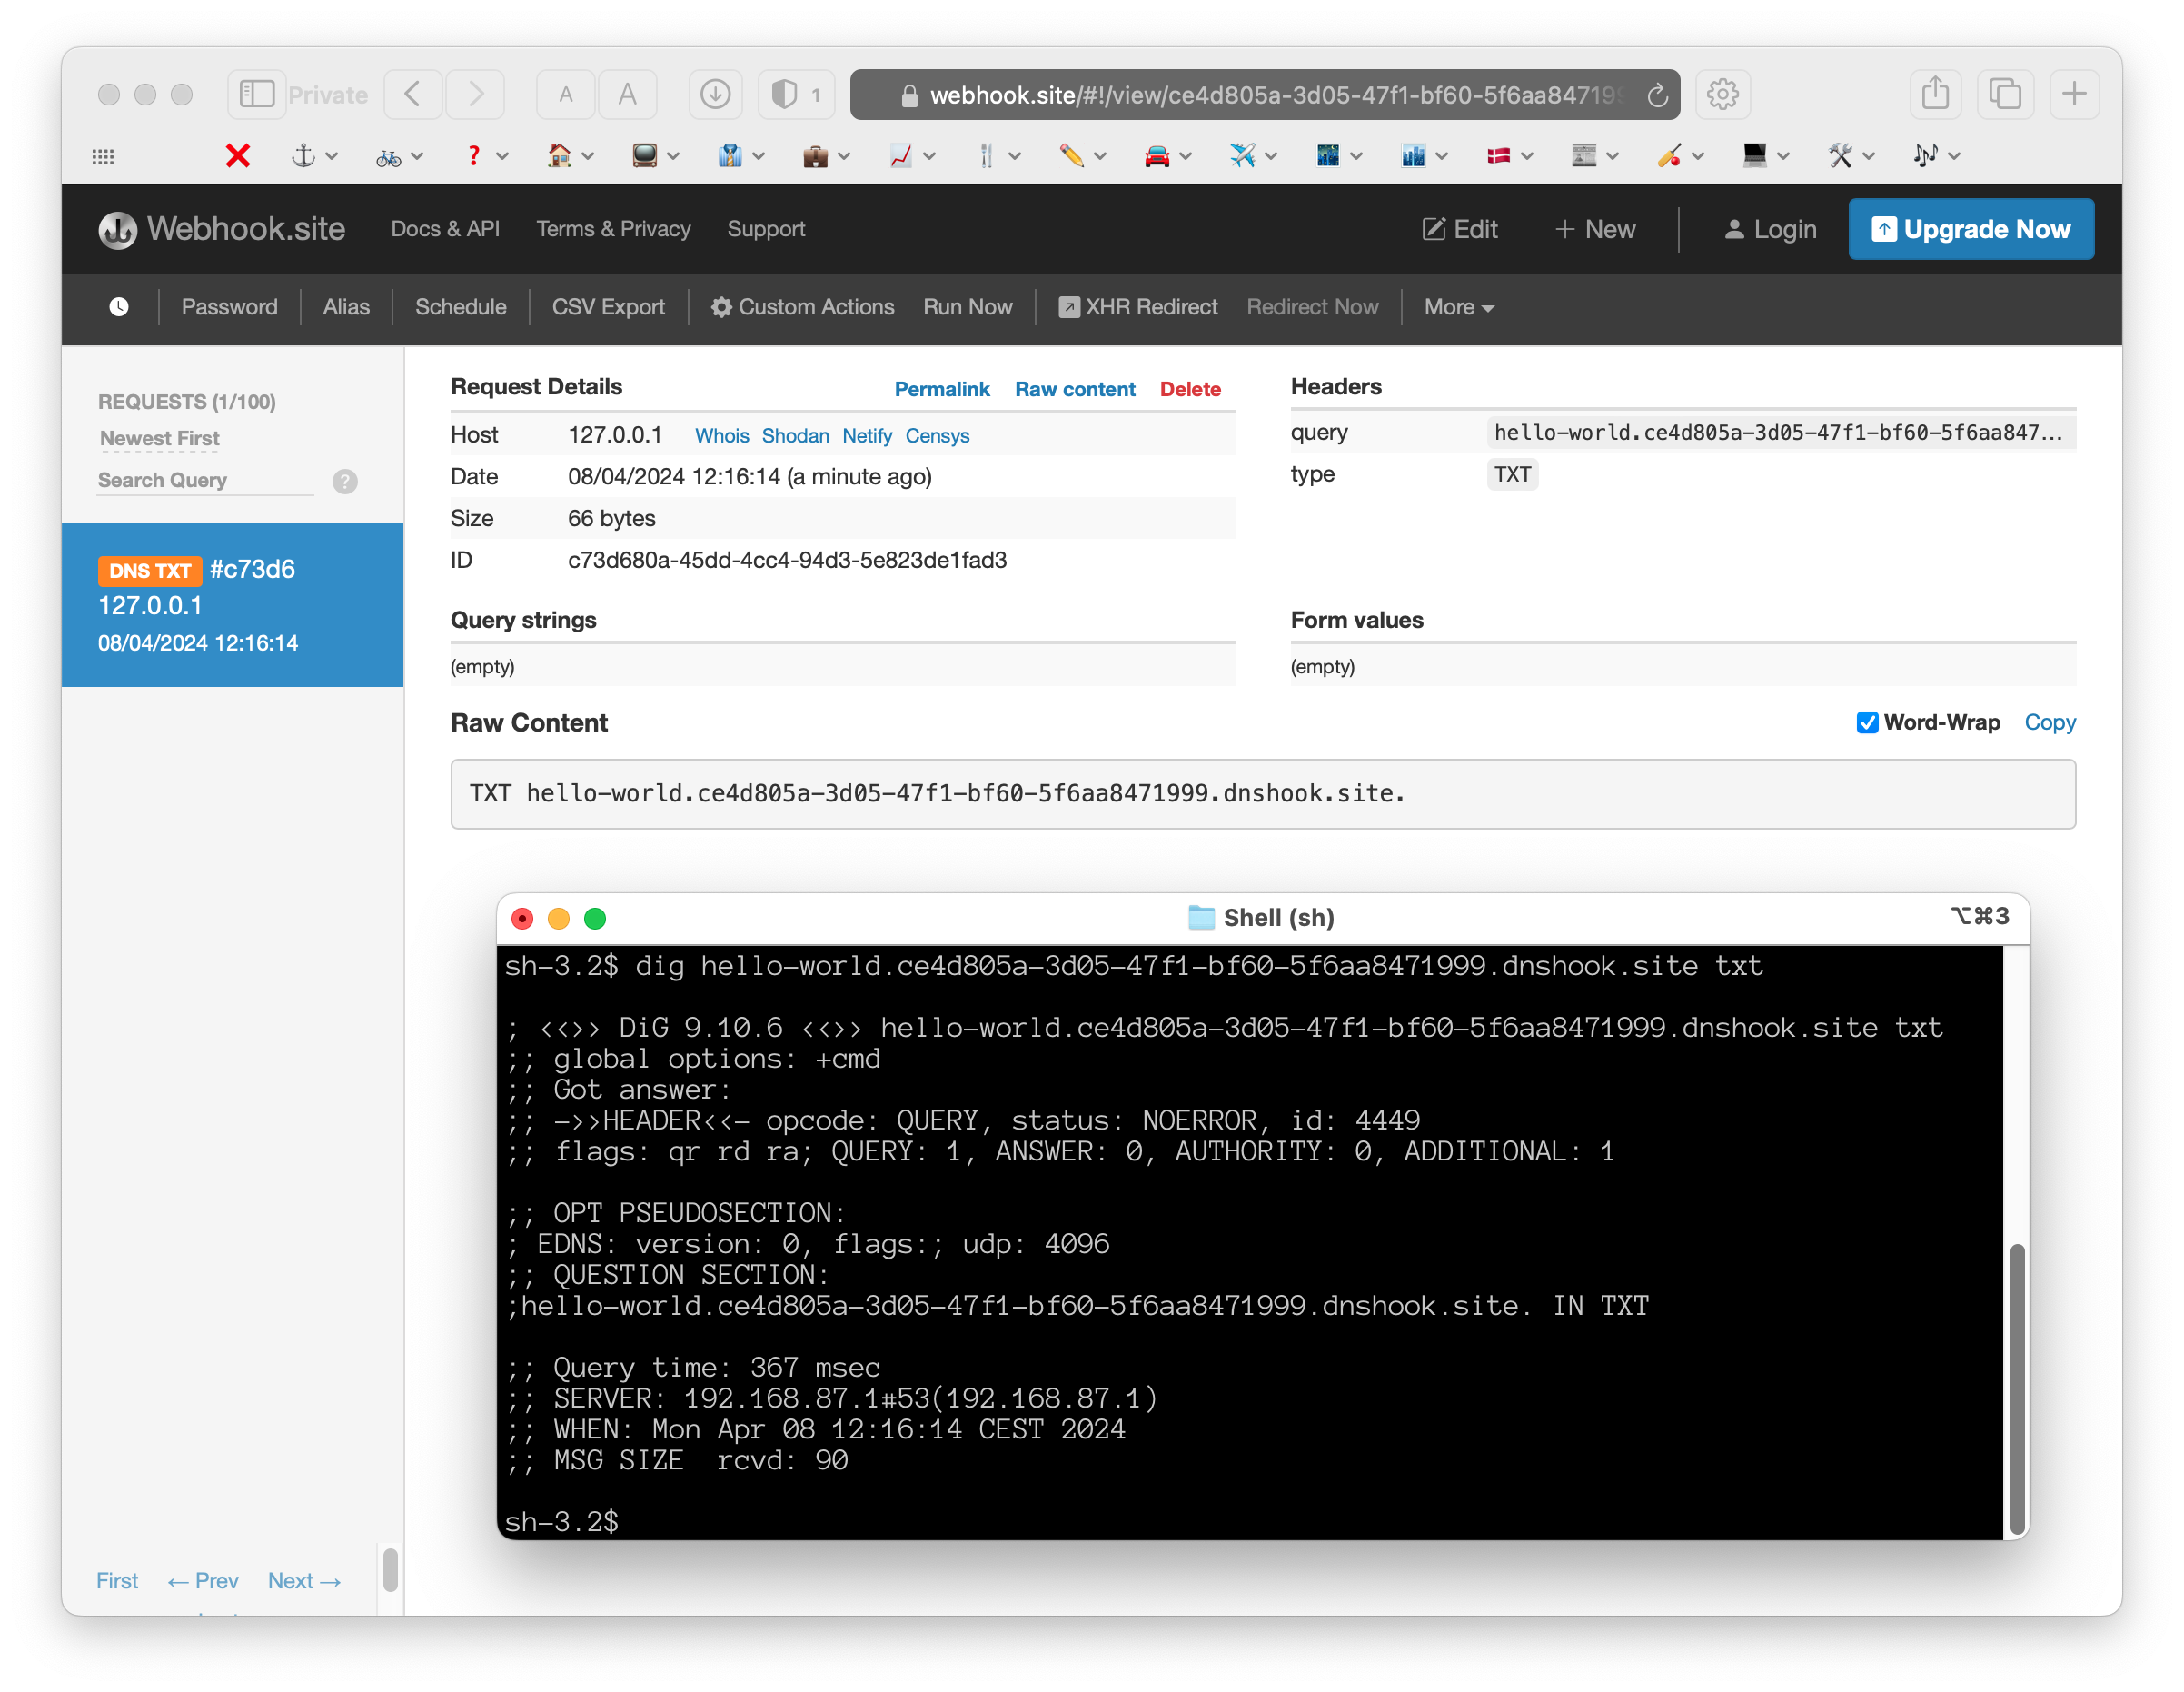 Private
A A
1
webhook.site/#!/view/ce4d805a-3d05-47f1-bf60-5f6aa847199
Webhook.site Docs & API Terms & Privacy Support Edit + New Login Upgrade Now
Password Alias Schedule CSV Export Custom Actions Run Now XHR Redirect Redirect Now More
REQUESTS (1/100)
Newest First
Search Query ?
DNS TXT #c73d6
127.0.0.1
08/04/2024 12:16:14
First ← Prev Next →
Request Details Permalink Raw content Delete
Host 127.0.0.1 Whois Shodan Netify Censys
Date 08/04/2024 12:16:14 (a minute ago)
Size 66 bytes
ID c73d680a-45dd-4cc4-94d3-5e823de1fad3
Headers
query hello-world.ce4d805a-3d05-47f1-bf60-5f6aa847...
type TXT
Query strings
(empty)
Form values
(empty)
Raw Content Word-Wrap Copy
TXT hello-world.ce4d805a-3d05-47f1-bf60-5f6aa8471999.dnshook.site.
Shell (sh) ⌥⌘3
sh-3.2$ dig hello-world.ce4d805a-3d05-47f1-bf60-5f6aa8471999.dnshook.site txt
; <<>> DiG 9.10.6 <<>> hello-world.ce4d805a-3d05-47f1-bf60-5f6aa8471999.dnshook.site txt
;; global options: +cmd
;; Got answer:
;; ->>HEADER<<- opcode: QUERY, status: NOERROR, id: 4449
;; flags: qr rd ra; QUERY: 1, ANSWER: 0, AUTHORITY: 0, ADDITIONAL: 1
;; OPT PSEUDOSECTION:
; EDNS: version: 0, flags:; udp: 4096
;; QUESTION SECTION:
;hello-world.ce4d805a-3d05-47f1-bf60-5f6aa8471999.dnshook.site. IN TXT
;; Query time: 367 msec
;; SERVER: 192.168.87.1#53(192.168.87.1)
;; WHEN: Mon Apr 08 12:16:14 CEST 2024
;; MSG SIZE rcvd: 90
sh-3.2$